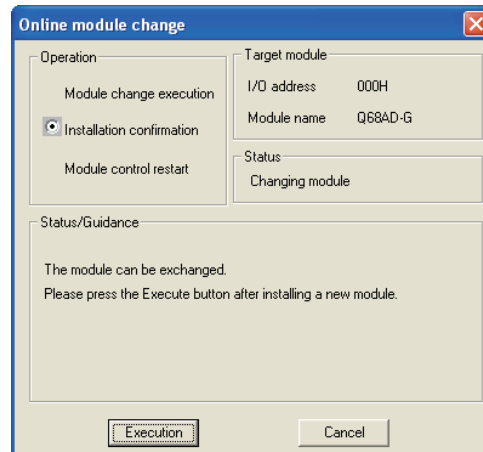 Online module change
Operation
Module change execution
Installation confirmation
Module control restart
Target module
I/O address 000H
Module name Q68AD-G
Status
Changing module
Status/Guidance
The module can be exchanged.
Please press the Execute button after installing a new module.
Execution Cancel